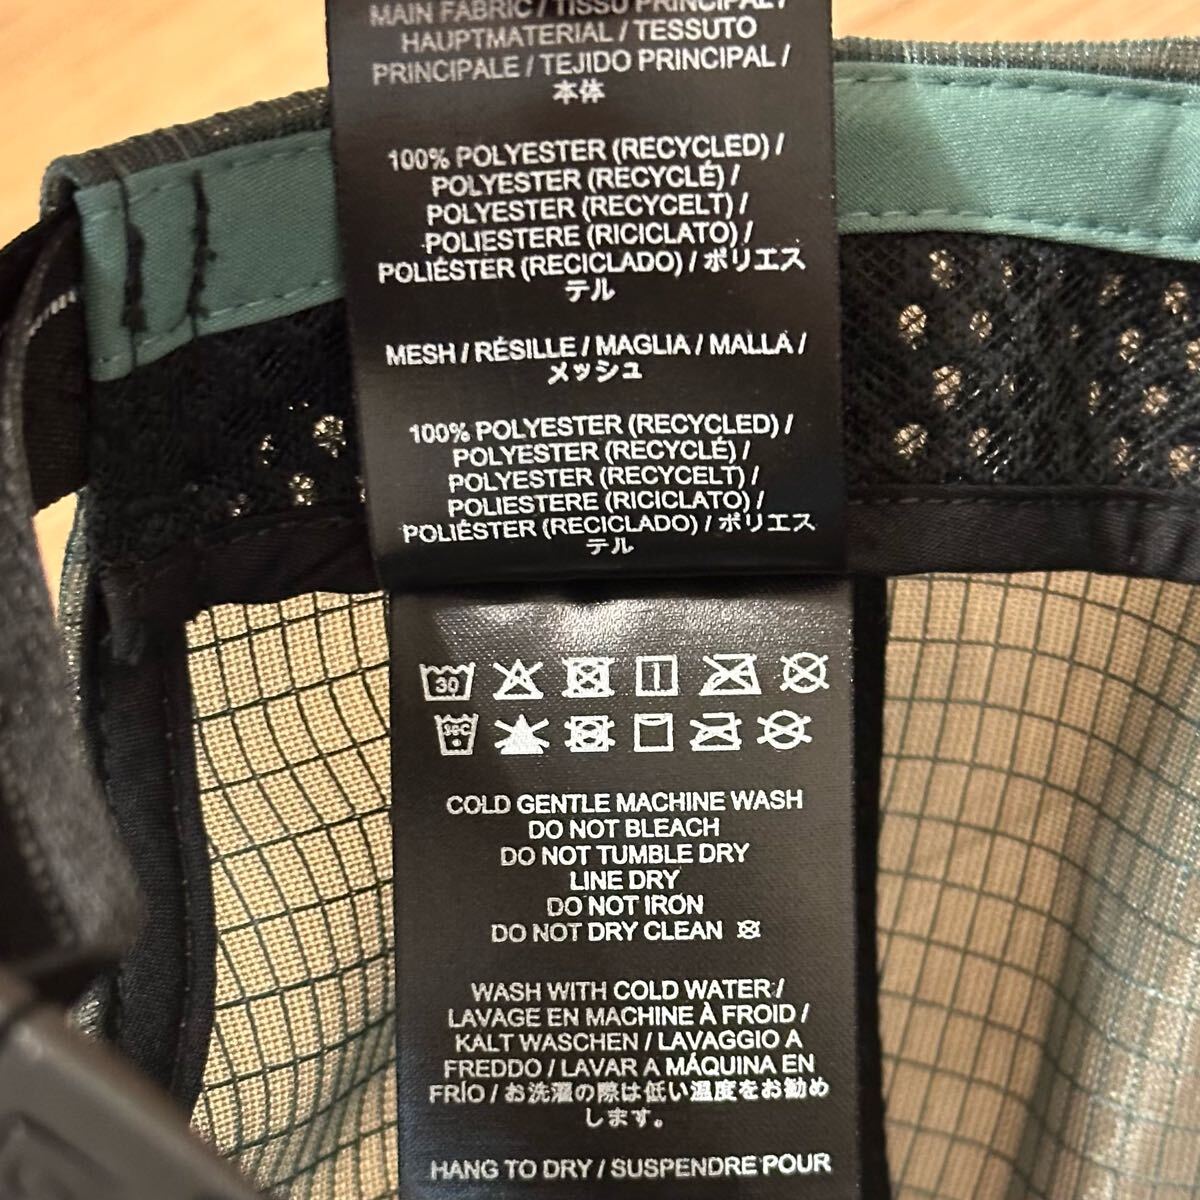 MAIN FABRIC / TISSU PRINCIPAL /
HAUPTMATERIAL / TESSUTO
PRINCIPALE / TEJIDO PRINCIPAL /
本体
100% POLYESTER (RECYCLED) /
POLYESTER (RECYCLÉ) /
POLYESTER (RECYCELT) /
POLIESTERE (RICICLATO) /
POLIÉSTER (RECICLADO) / ポリエス
テル
MESH / RÉSILLE / MAGLIA / MALLA /
メッシュ
100% POLYESTER (RECYCLED) /
POLYESTER (RECYCLÉ) /
POLYESTER (RECYCELT) /
POLIESTERE (RICICLATO) /
POLIÉSTER (RECICLADO) / ポリエス
テル
30
30C
COLD GENTLE MACHINE WASH
DO NOT BLEACH
DO NOT TUMBLE DRY
LINE DRY
DO NOT IRON
DO NOT DRY CLEAN
WASH WITH COLD WATER /
LAVAGE EN MACHINE À FROID /
KALT WASCHEN / LAVAGGIO A
FREDDO / LAVAR A MÁQUINA EN
FRÍO / お洗濯の際は低い温度をお勧め
します。
HANG TO DRY / SUSPENDRE POUR